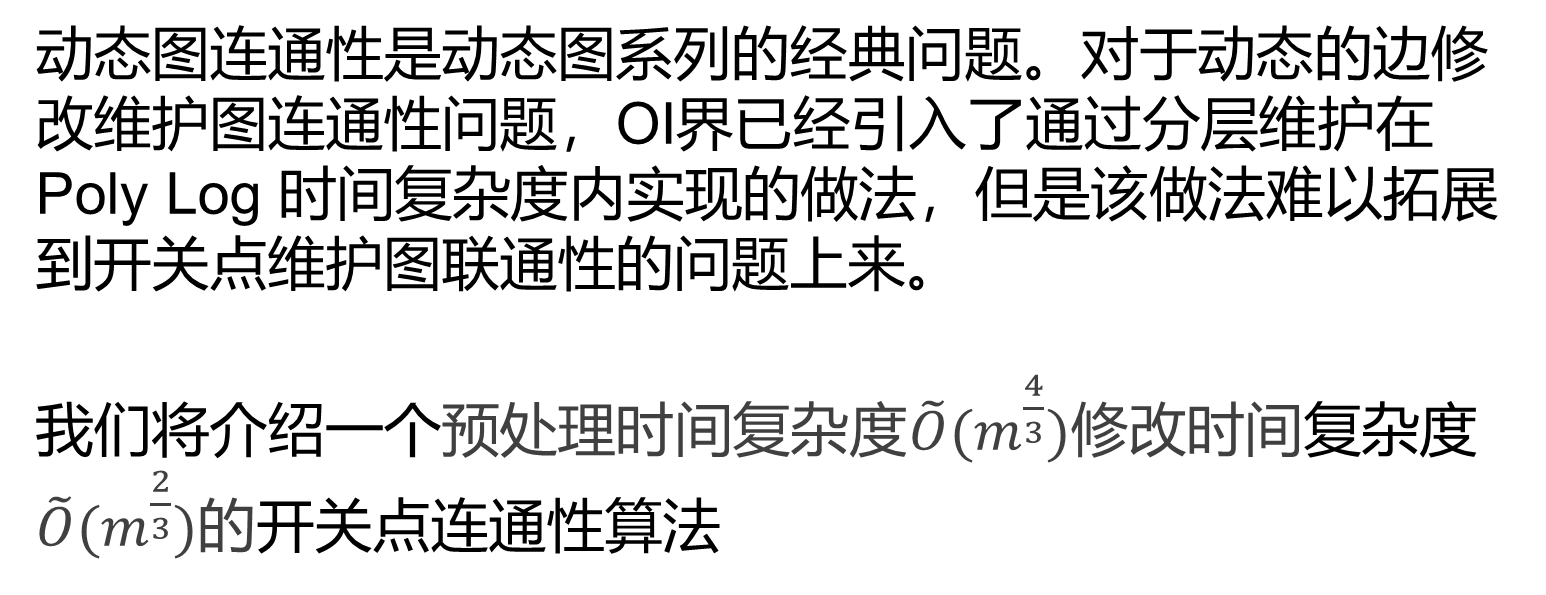 动态图连通性是动态图系列的经典问题。对于动态的边修
改维护图连通性问题，OI界已经引入了通过分层维护在
Poly Log 时间复杂度内实现的做法，但是该做法难以拓展
到开关点维护图联通性的问题上来。
我们将介绍一个预处理时间复杂度Õ(m^{4/3})修改时间复杂度
Õ(m^{2/3})的开关点连通性算法